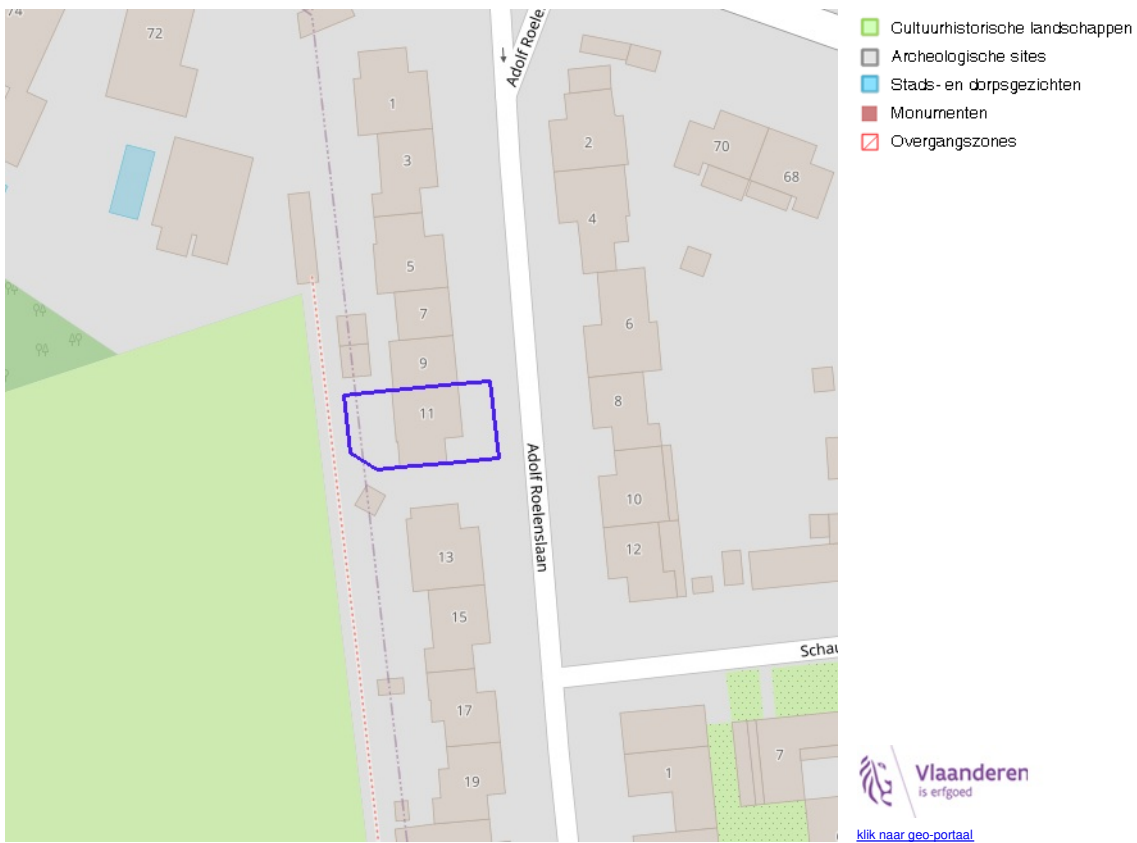 74
72
Adolf Roele
1
3
2
70
68
4
5
7
6
9
8
11
Adolf Roelenslaan
10
12
13
15
Schau
17
19
1
7
Cultuurhistorische landschappen
Archeologische sites
Stads- en dorpsgezichten
Monumenten
Overgangszones
Vlaanderen
is erfgoed
klik naar geo-portaal